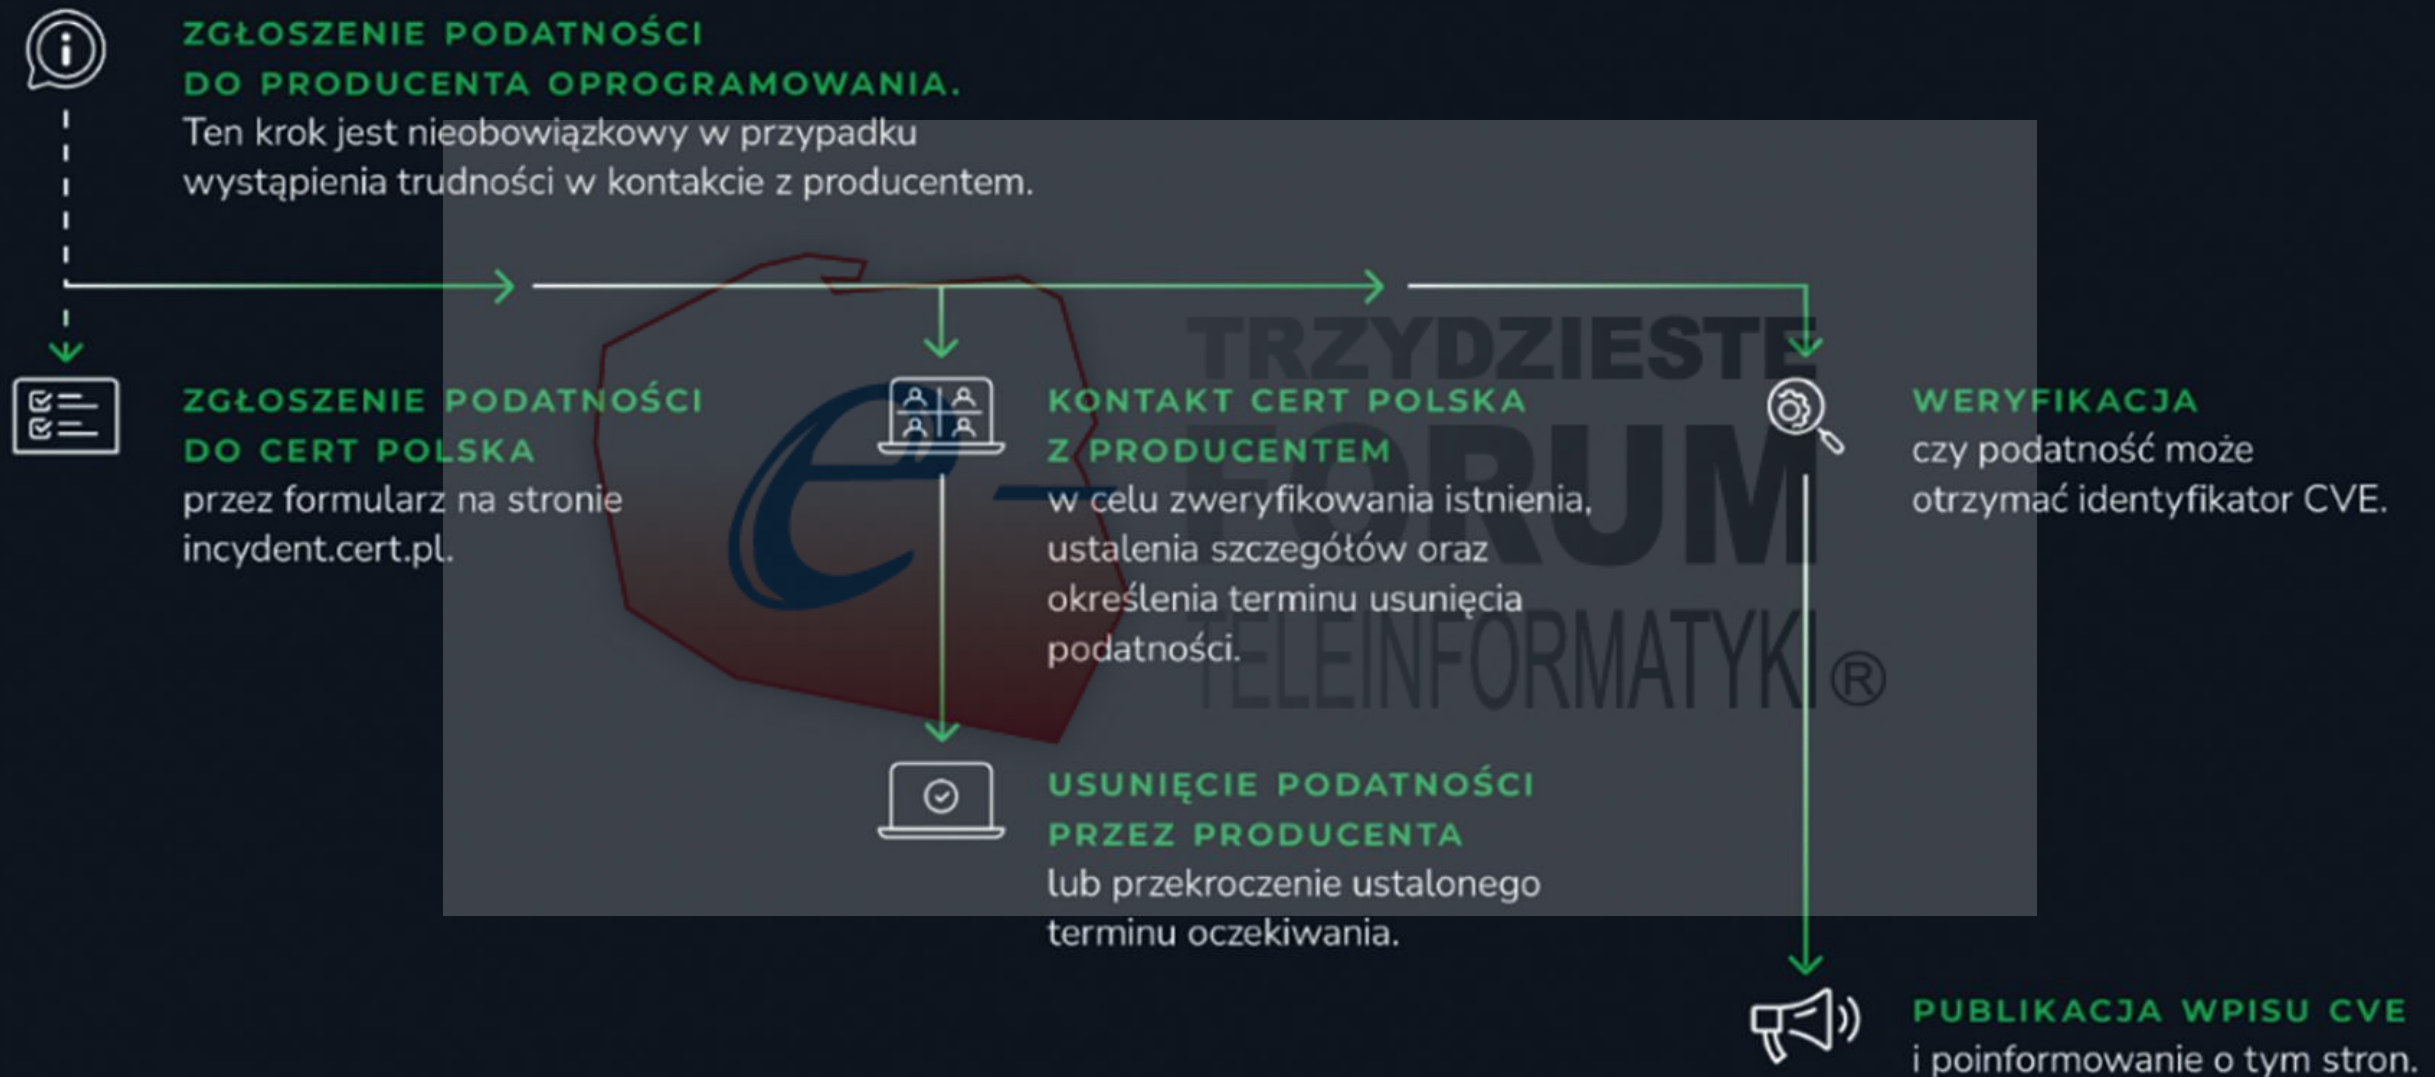 ZGŁOSZENIE PODATNOŚCI
DO PRODUCENTA OPROGRAMOWANIA.
Ten krok jest nieobowiązkowy w przypadku
wystąpienia trudności w kontakcie z producentem.
ZGŁOSZENIE PODATNOŚCI
DO CERT POLSKA
przez formularz na stronie
incydent.cert.pl.
KONTAKT CERT POLSKA
Z PRODUCENTEM
w celu zweryfikowania istnienia,
ustalenia szczegółów oraz
określenia terminu usunięcia
podatności.
USUNIĘCIE PODATNOŚCI
PRZEZ PRODUCENTA
lub przekroczenie ustalonego
terminu oczekiwania.
WERYFIKACJA
czy podatność może
otrzymać identyfikator CVE.
PUBLIKACJA WPISU CVE
i poinformowanie o tym stron.
e-
TRZYDZIESTE
FORUM
TELEINFORMATYKI ®